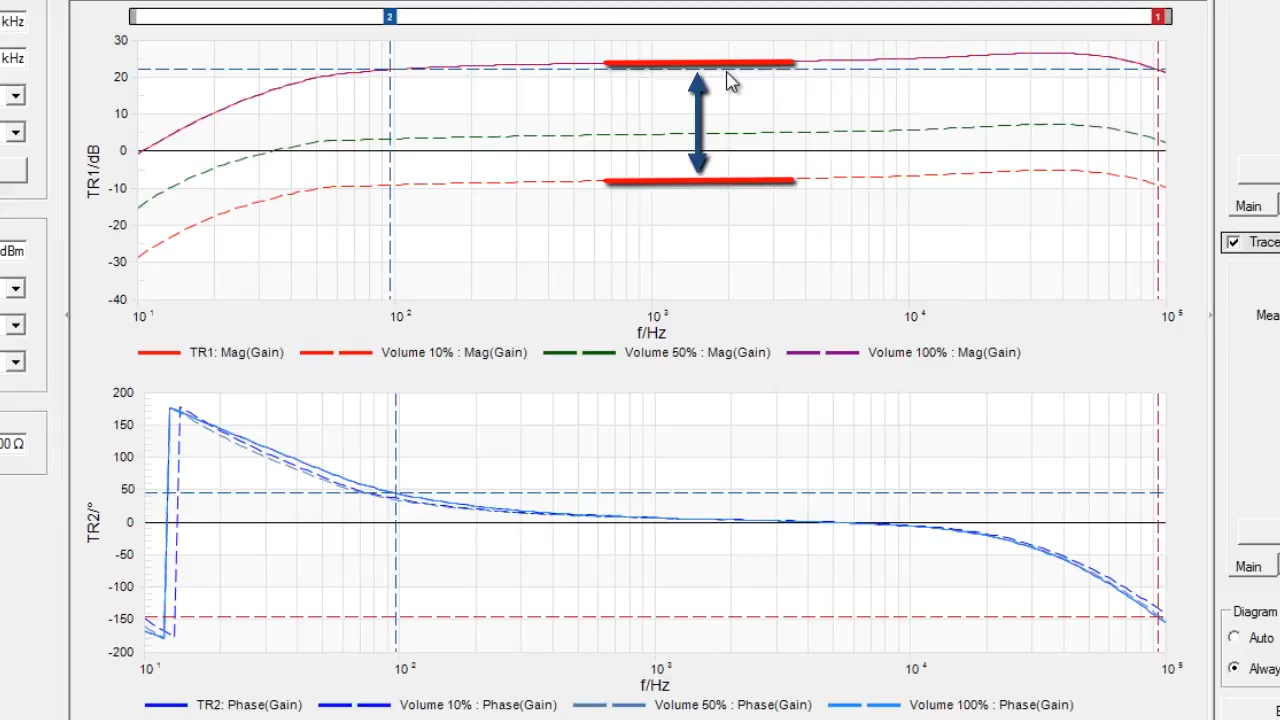 kHz
2
1
kHz
30
20
10
0
-10
-20
-30
-40
TR1/dB
10 1
10 2
10 3
10 4
10 5
f/Hz
TR1: Mag(Gain)
Volume 10% : Mag(Gain)
Volume 50% : Mag(Gain)
Volume 100% : Mag(Gain)
200
150
100
50
0
-50
-100
-150
-200
TR2/°
10 1
10 2
10 3
10 4
10 5
f/Hz
TR2: Phase(Gain)
Volume 10% : Phase(Gain)
Volume 50% : Phase(Gain)
Volume 100% : Phase(Gain)
dBm
00 Ω
Main
Trace
Mea
Main
Diagram
Auto
Alway